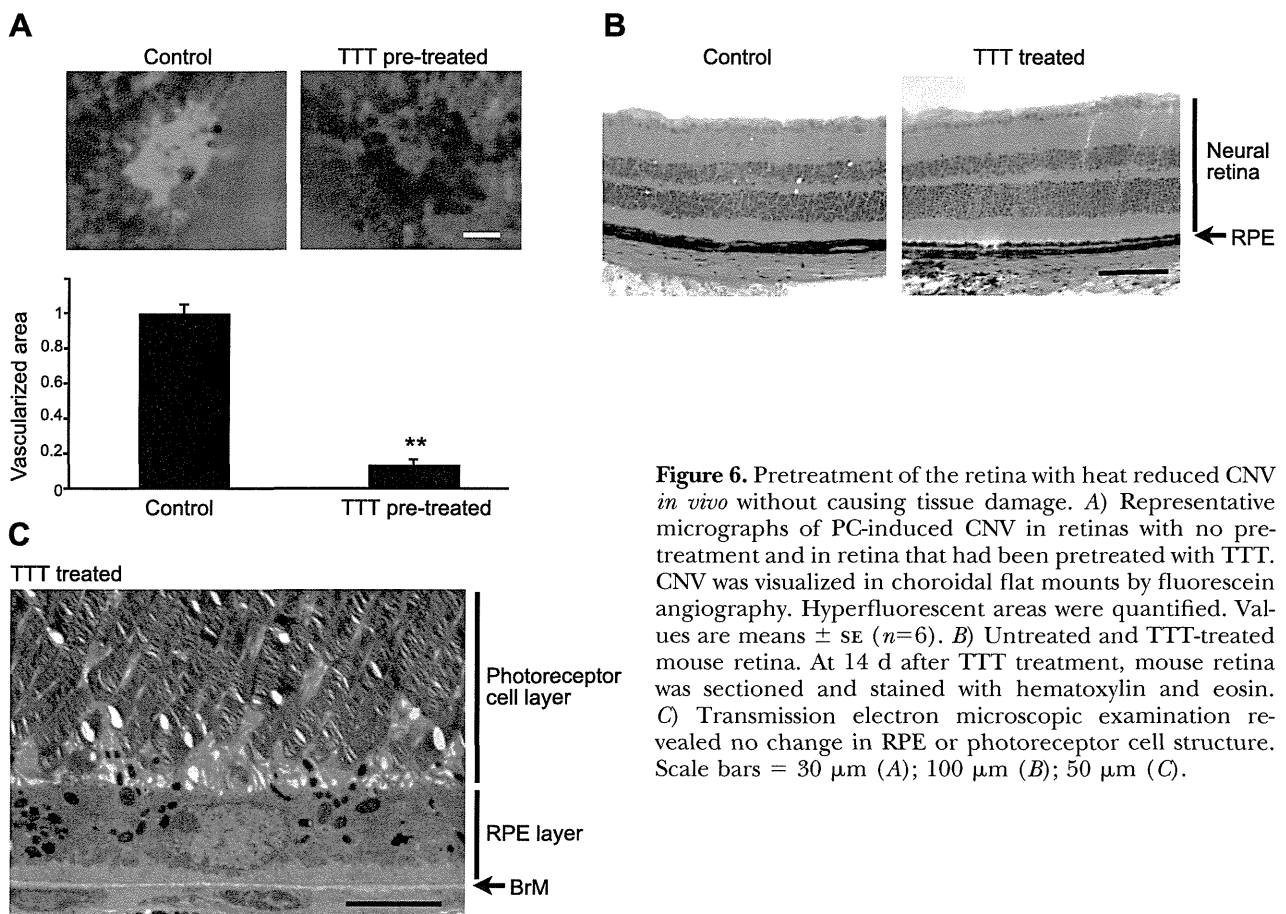 A
Control
TTT pre-treated
Vascularized area
1
0.8
0.6
0.4
0.2
0
**
Control
TTT pre-treated
B
Control
TTT treated
Neural
retina
RPE
C
TTT treated
Photoreceptor
cell layer
RPE layer
BrM
Figure 6. Pretreatment of the retina with heat reduced CNV
in vivo without causing tissue damage. A) Representative
micrographs of PC-induced CNV in retinas with no pre-
treatment and in retina that had been pretreated with TTT.
CNV was visualized in choroidal flat mounts by fluorescein
angiography. Hyperfluorescent areas were quantified. Val-
ues are means ± SE (n=6). B) Untreated and TTT-treated
mouse retina. At 14 d after TTT treatment, mouse retina
was sectioned and stained with hematoxylin and eosin.
C) Transmission electron microscopic examination re-
vealed no change in RPE or photoreceptor cell structure.
Scale bars = 30 μm (A); 100 μm (B); 50 μm (C).